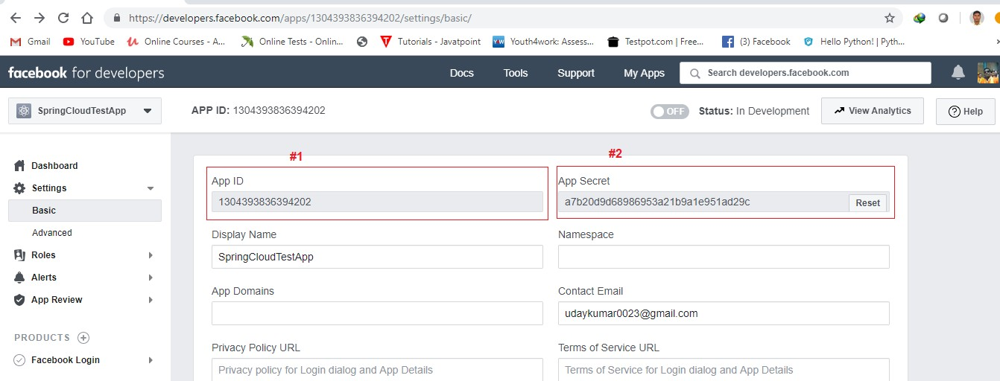 https://developers.facebook.com/apps/1304393836394202/settings/basic/
Gmail YouTube Online Courses - A... Online Tests - Onlin... Tutorials - Javatpoint Youth4work: Assess... Testpot.com | Free... (3) Facebook Hello Python! | Pyth...
facebook for developers Docs Tools Support My Apps Search developers.facebook.com
SpringCloudTestApp APP ID: 1304393836394202 OFF Status: In Development View Analytics Help
#1 #2
Dashboard
Settings
Basic
Advanced
Roles
Alerts
App Review
PRODUCTS
Facebook Login
App ID App Secret
1304393836394202 a7b20d9d68986953a21b9a1e951ad29c Reset
Display Name Namespace
SpringCloudTestApp
App Domains Contact Email
udaykumar0023@gmail.com
Privacy Policy URL Terms of Service URL
Privacy policy for Login dialog and App Details Terms of Service for Login dialog and App Details